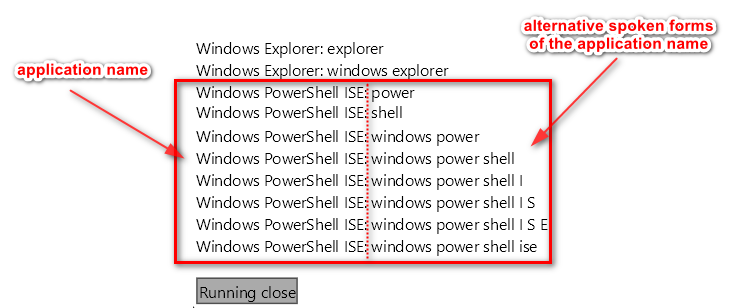 alternative spoken forms
of the application name
application name
Windows Explorer: explorer
Windows Explorer: windows explorer
Windows PowerShell ISE: power
Windows PowerShell ISE: shell
Windows PowerShell ISE: windows power
Windows PowerShell ISE: windows power shell
Windows PowerShell ISE: windows power shell I
Windows PowerShell ISE: windows power shell I S
Windows PowerShell ISE: windows power shell I S E
Windows PowerShell ISE: windows power shell ise
Running close